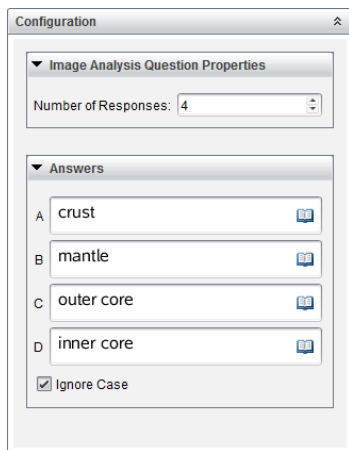 Configuration
Image Analysis Question Properties
Number of Responses: 4
Answers
A crust
B mantle
C outer core
D inner core
Ignore Case